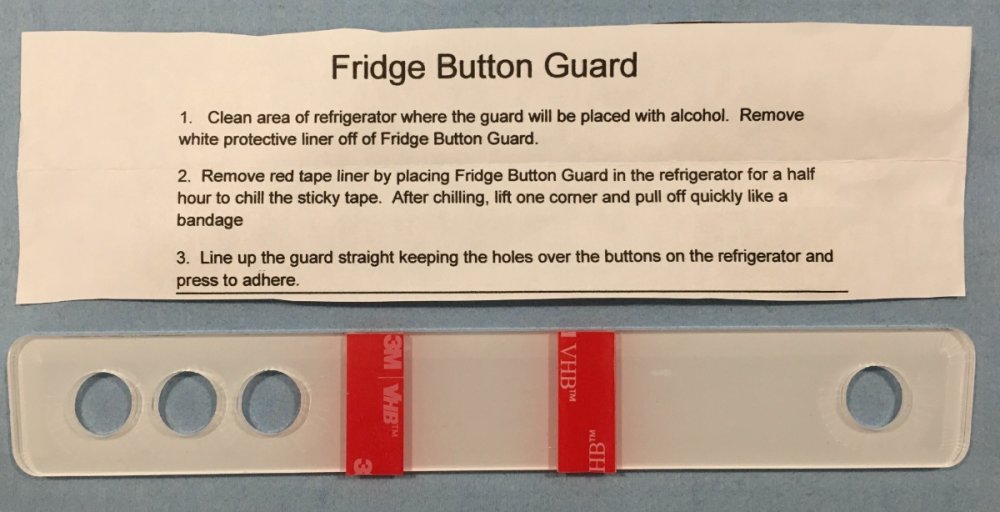 Fridge Button Guard
1. Clean area of refrigerator where the guard will be placed with alcohol. Remove
white protective liner off of Fridge Button Guard.
2. Remove red tape liner by placing Fridge Button Guard in the refrigerator for a half
hour to chill the sticky tape. After chilling, lift one corner and pull off quickly like a
bandage
3. Line up the guard straight keeping the holes over the buttons on the refrigerator and
press to adhere.
3M | VHB™
3
VHB™
HB™